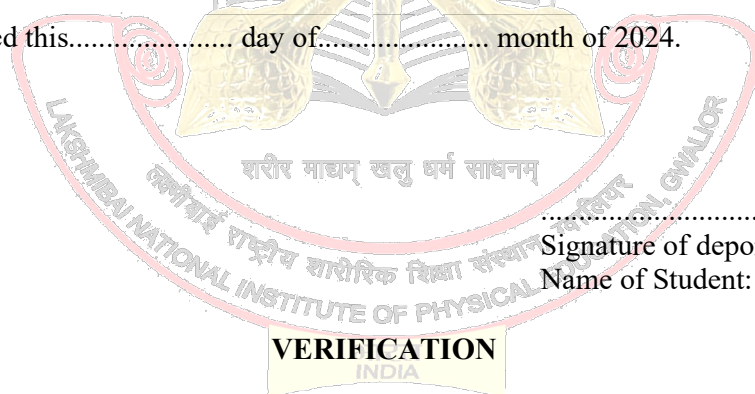 ed this..................... day of..................... month of 2024.
शरीर माद्यम् खलु धर्म साधनम्
लक्ष्मीबाई राष्ट्रीय शारीरिक शिक्षा संस्थान ग्वालियर
LAKSHMIBAI NATIONAL INSTITUTE OF PHYSICAL EDUCATION, GWALIOR
............................
Signature of depo
Name of Student:
VERIFICATION
INDIA